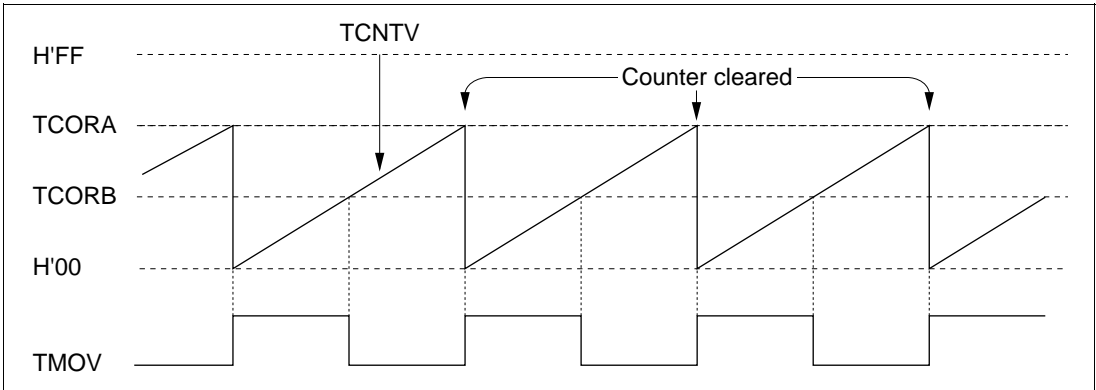 TCNTV
H'FF
Counter cleared
TCORA
TCORB
H'00
TMOV